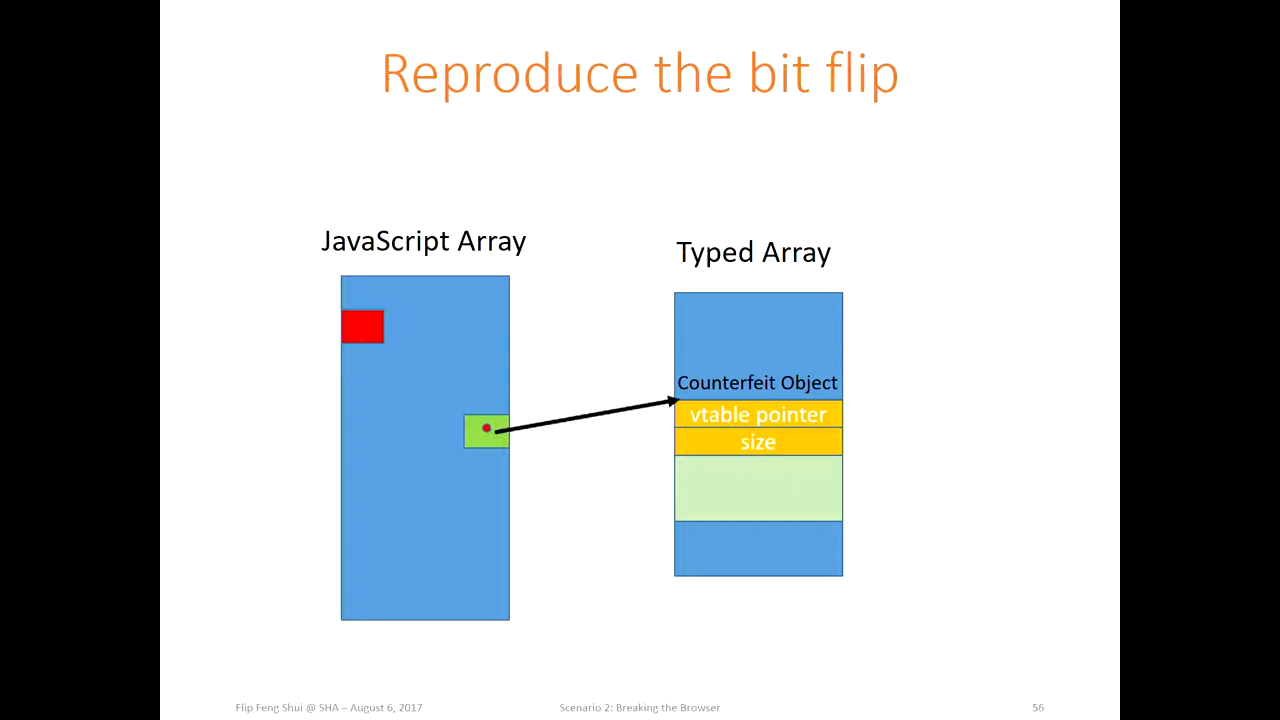 Reproduce the bit flip
JavaScript Array
Typed Array
Counterfeit Object
vtable pointer
size
Flip Feng Shui @ SHA – August 6, 2017
Scenario 2: Breaking the Browser
56